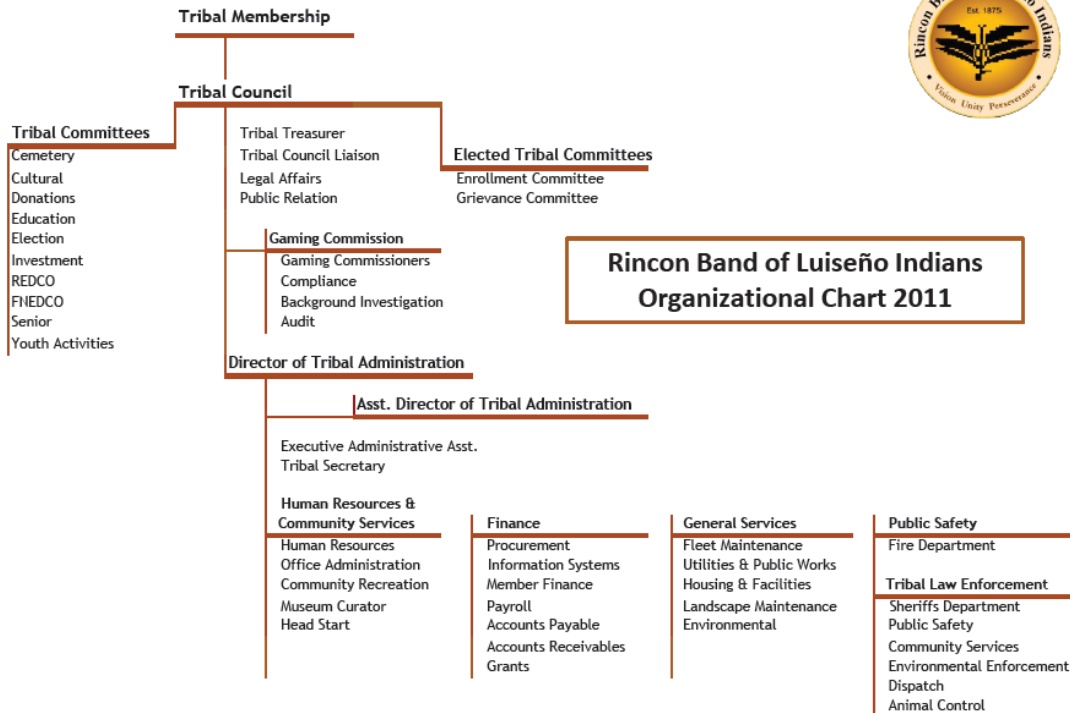 Tribal Membership
Est. 1875
Rincon
Indians
Vision Unity Perseverance
Tribal Council
Tribal Committees
Cemetery
Cultural
Donations
Education
Election
Investment
REDCO
FNEDCO
Senior
Youth Activities
Tribal Treasurer
Tribal Council Liaison
Legal Affairs
Public Relation
Elected Tribal Committees
Enrollment Committee
Grievance Committee
Gaming Commission
Gaming Commissioners
Compliance
Background Investigation
Audit
Rincon Band of Luiseño Indians
Organizational Chart 2011
Director of Tribal Administration
Asst. Director of Tribal Administration
Executive Administrative Asst.
Tribal Secretary
Human Resources &
Community Services
Human Resources
Office Administration
Community Recreation
Museum Curator
Head Start
Finance
Procurement
Information Systems
Member Finance
Payroll
Accounts Payable
Accounts Receivables
Grants
General Services
Fleet Maintenance
Utilities & Public Works
Housing & Facilities
Landscape Maintenance
Environmental
Public Safety
Fire Department
Tribal Law Enforcement
Sheriffs Department
Public Safety
Community Services
Environmental Enforcement
Dispatch
Animal Control